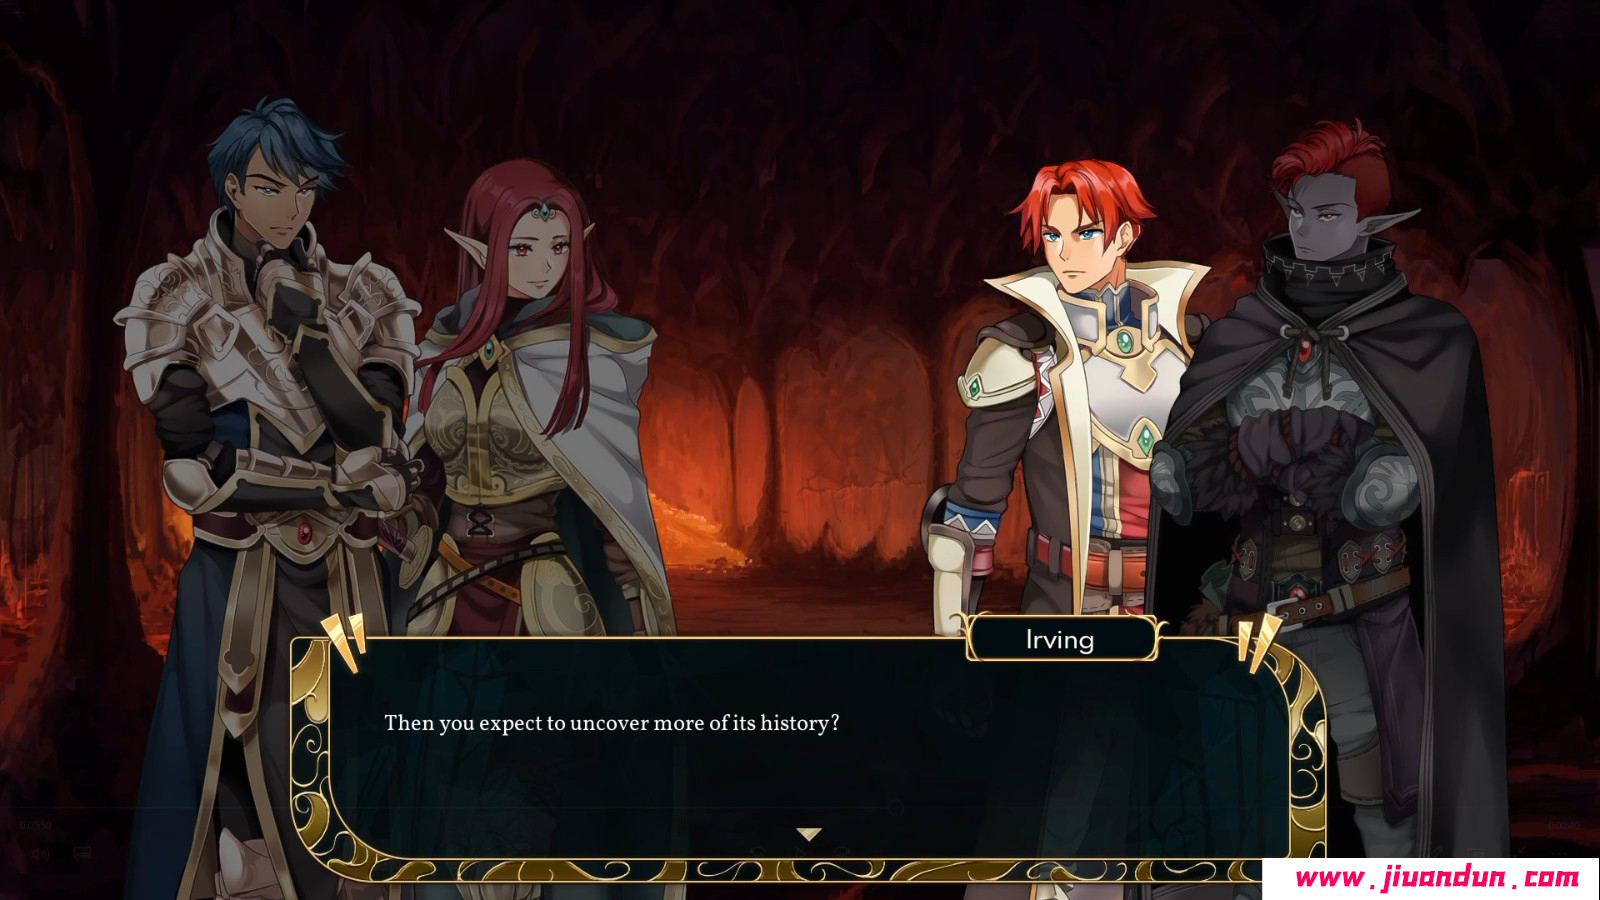 Irving
Then you expect to uncover more of its history?
www.jiuandun.com